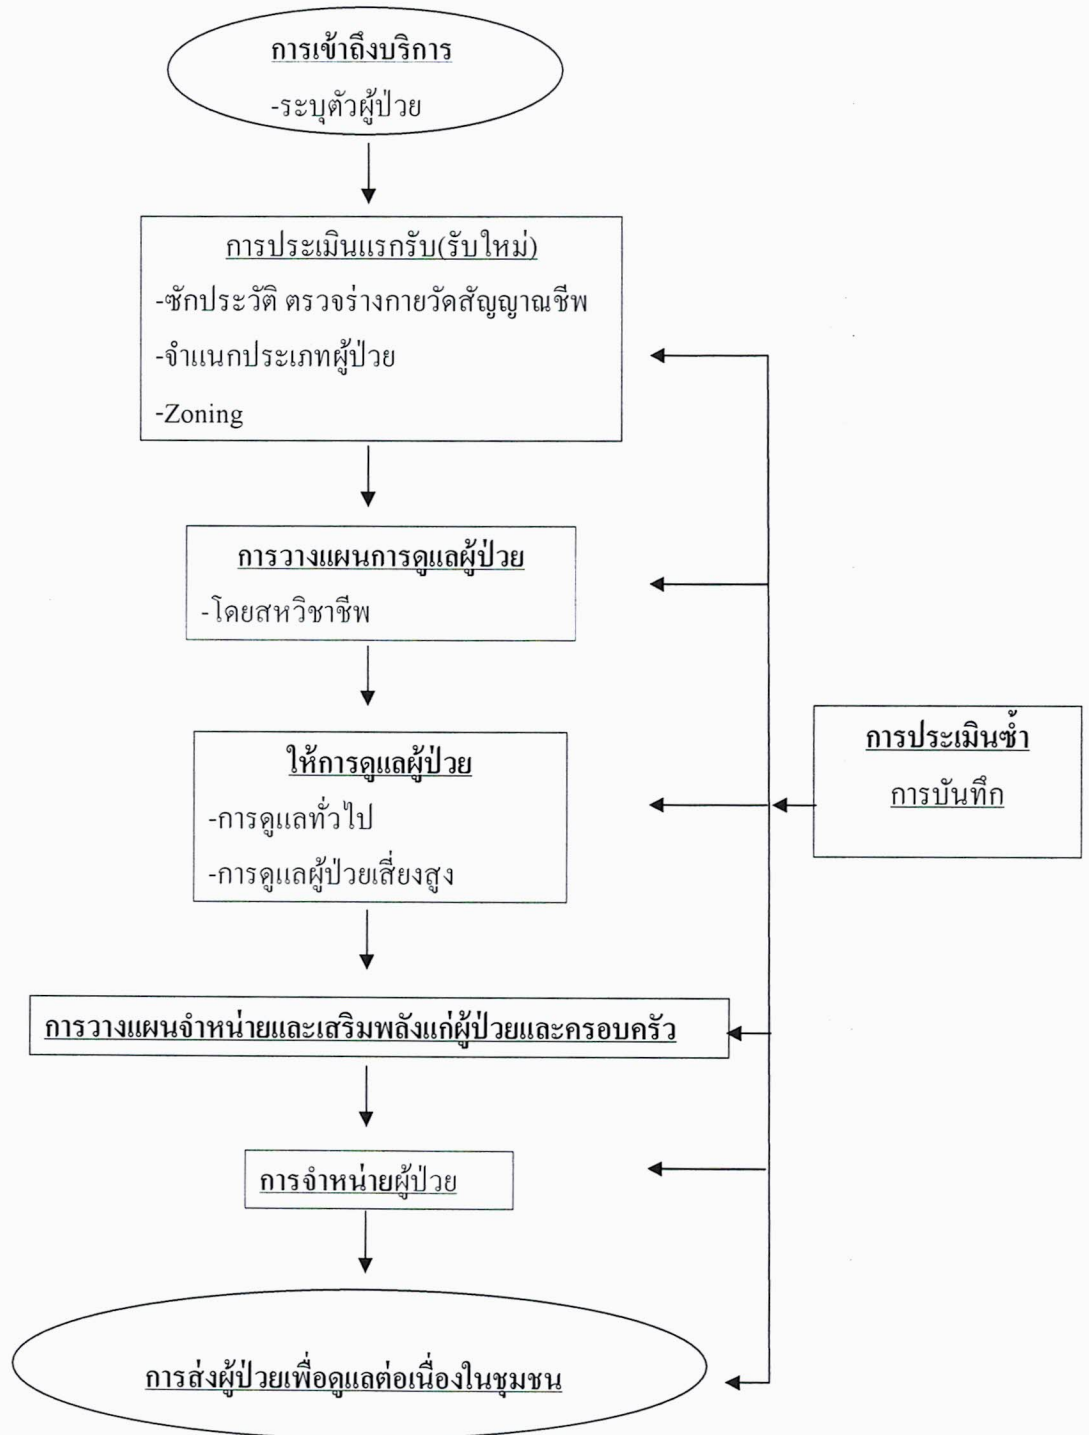 การเข้าถึงบริการ
-ระบุตัวผู้ป่วย
การประเมินแรกรับ(รับใหม่)
-ซักประวัติ ตรวจร่างกายวัดสัญญาณชีพ
-จำแนกประเภทผู้ป่วย
-Zoning
การวางแผนการดูแลผู้ป่วย
-โดยสหวิชาชีพ
ให้การดูแลผู้ป่วย
-การดูแลทั่วไป
-การดูแลผู้ป่วยเสี่ยงสูง
การประเมินซ้ำ
การบันทึก
การวางแผนจำหน่ายและเสริมพลังแก่ผู้ป่วยและครอบครัว
การจำหน่ายผู้ป่วย
การส่งผู้ป่วยเพื่อดูแลต่อเนื่องในชุมชน